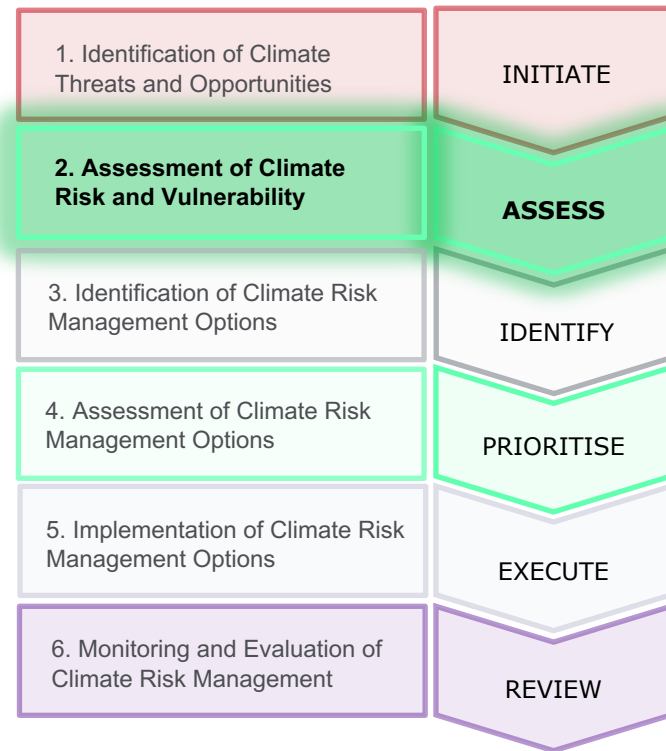 1. Identification of Climate
Threats and Opportunities
INITIATE
2. Assessment of Climate
Risk and Vulnerability
ASSESS
3. Identification of Climate Risk
Management Options
IDENTIFY
4. Assessment of Climate Risk
Management Options
PRIORITISE
5. Implementation of Climate Risk
Management Options
EXECUTE
6. Monitoring and Evaluation of
Climate Risk Management
REVIEW